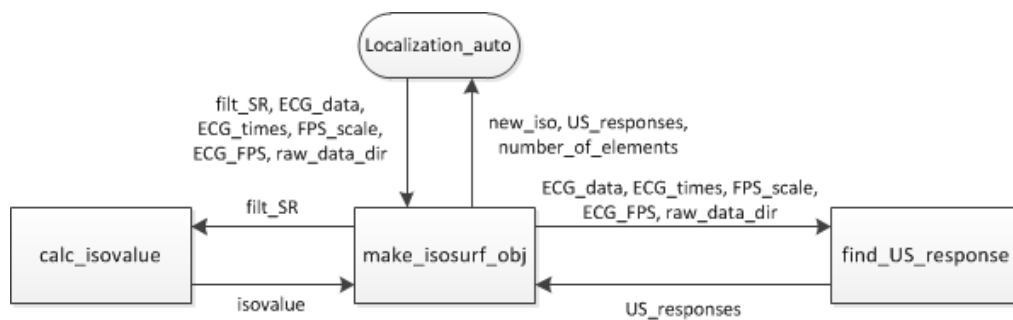 Localization_auto
filt_SR, ECG_data,
ECG_times, FPS_scale,
ECG_FPS, raw_data_dir
new_iso, US_responses,
number_of_elements
filt_SR
ECG_data, ECG_times, FPS_scale,
ECG_FPS, raw_data_dir
calc_isovalue
make_isosurf_obj
find_US_response
isovalue
US_responses